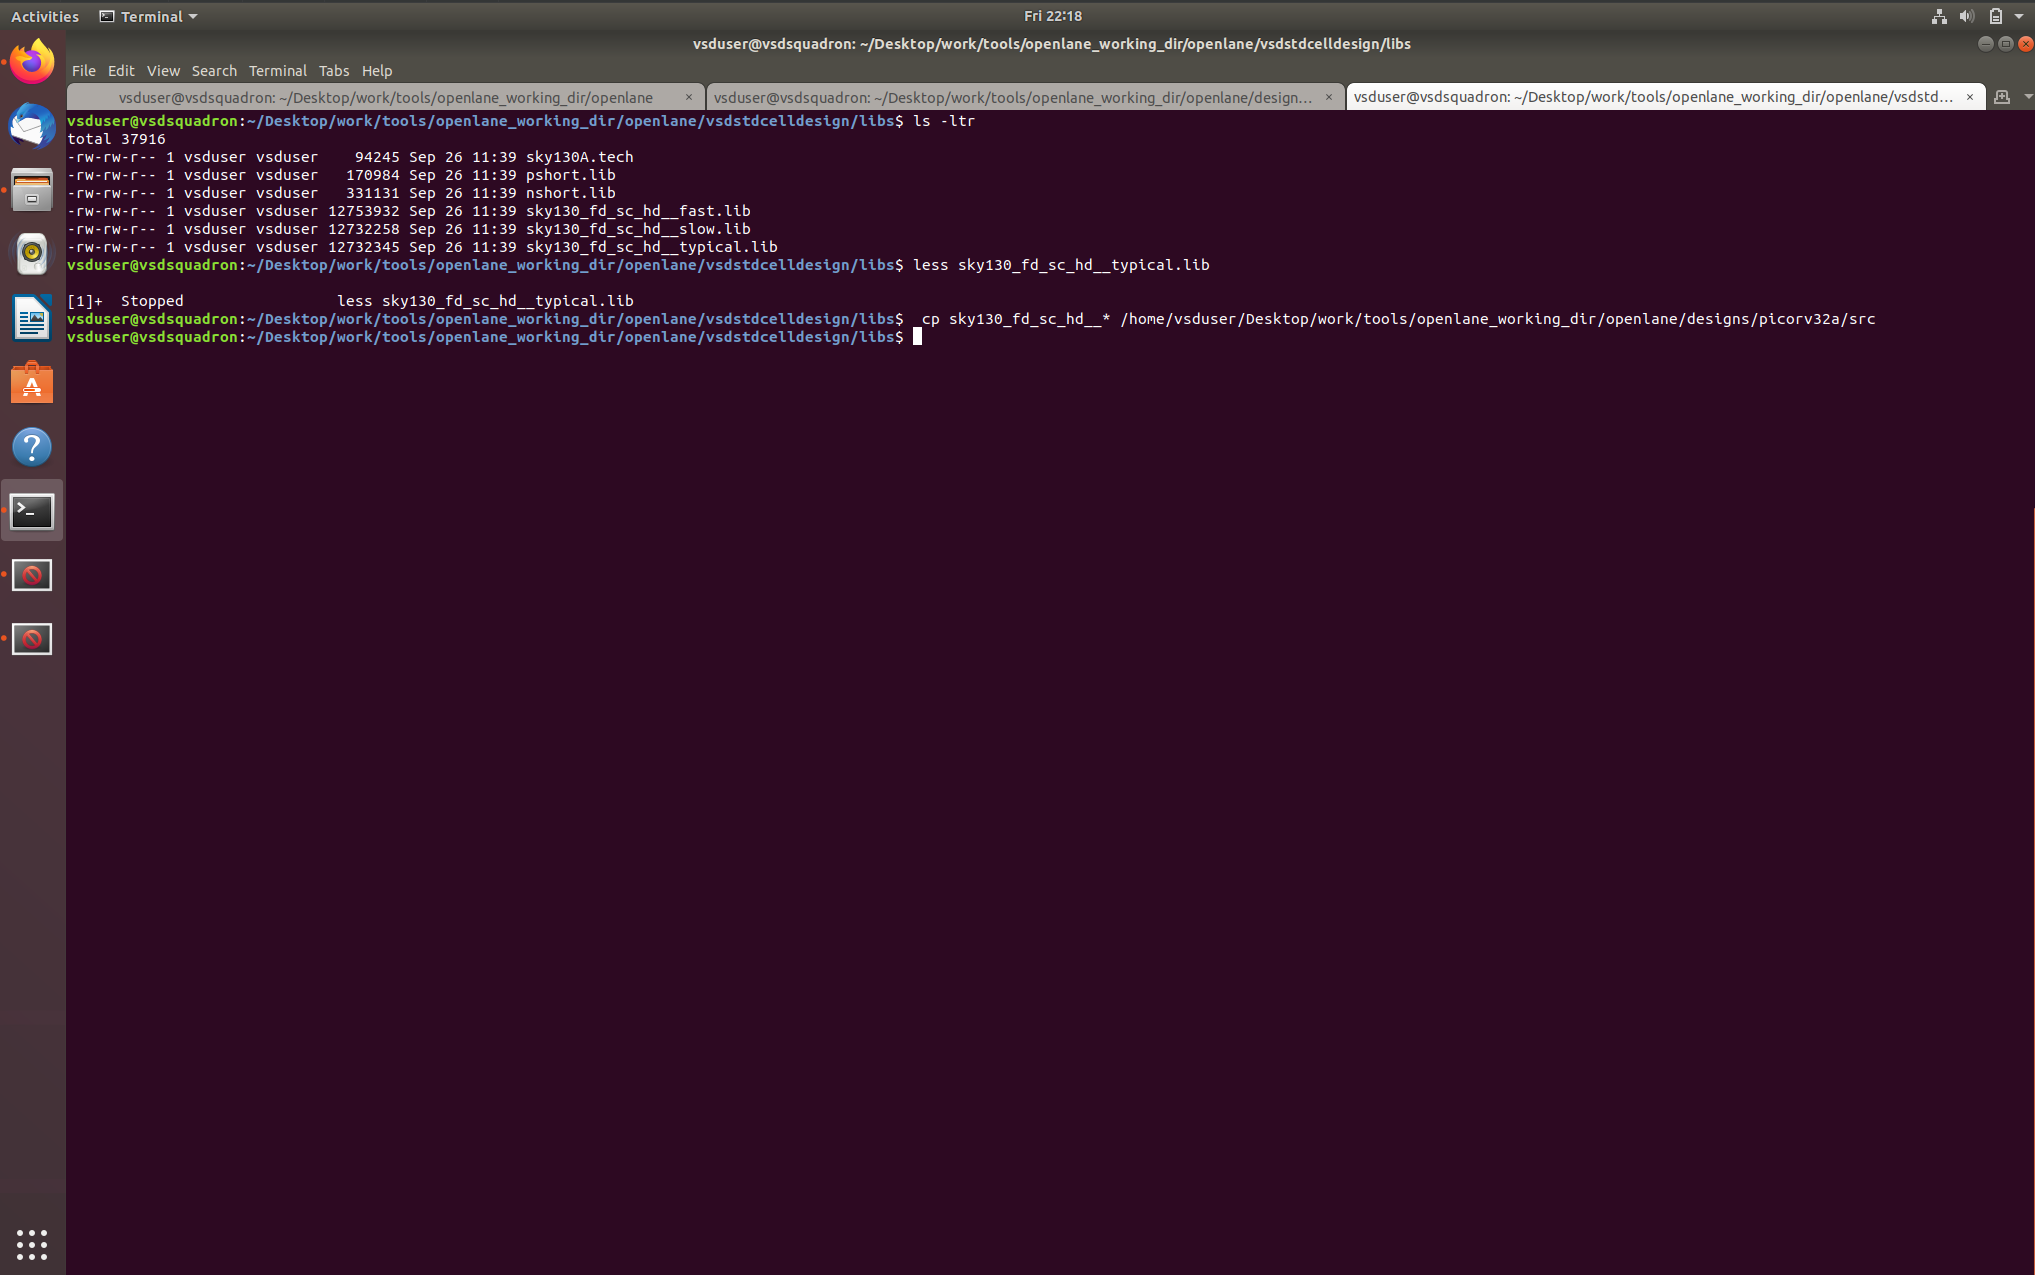 Activities Terminal Fri 22:18
vsduser@vsdsquadron: ~/Desktop/work/tools/openlane_working_dir/openlane/vsdstdcelldesign/libs
File Edit View Search Terminal Tabs Help
vsduser@vsdsquadron: ~/Desktop/work/tools/openlane_working_dir/openlane × vsduser@vsdsquadron: ~/Desktop/work/tools/openlane_working_dir/openlane/design... × vsduser@vsdsquadron: ~/Desktop/work/tools/openlane_working_dir/openlane/vsdstd... ×
vsduser@vsdsquadron:~/Desktop/work/tools/openlane_working_dir/openlane/vsdstdcelldesign/libs$ ls -ltr
total 37916
-rw-rw-r-- 1 vsduser vsduser    94245 Sep 26 11:39 sky130A.tech
-rw-rw-r-- 1 vsduser vsduser   170984 Sep 26 11:39 pshort.lib
-rw-rw-r-- 1 vsduser vsduser   331131 Sep 26 11:39 nshort.lib
-rw-rw-r-- 1 vsduser vsduser 12753932 Sep 26 11:39 sky130_fd_sc_hd__fast.lib
-rw-rw-r-- 1 vsduser vsduser 12732258 Sep 26 11:39 sky130_fd_sc_hd__slow.lib
-rw-rw-r-- 1 vsduser vsduser 12732345 Sep 26 11:39 sky130_fd_sc_hd__typical.lib
vsduser@vsdsquadron:~/Desktop/work/tools/openlane_working_dir/openlane/vsdstdcelldesign/libs$ less sky130_fd_sc_hd__typical.lib
[1]+  Stopped                 less sky130_fd_sc_hd__typical.lib
vsduser@vsdsquadron:~/Desktop/work/tools/openlane_working_dir/openlane/vsdstdcelldesign/libs$  cp sky130_fd_sc_hd__* /home/vsduser/Desktop/work/tools/openlane_working_dir/openlane/designs/picorv32a/src
vsduser@vsdsquadron:~/Desktop/work/tools/openlane_working_dir/openlane/vsdstdcelldesign/libs$